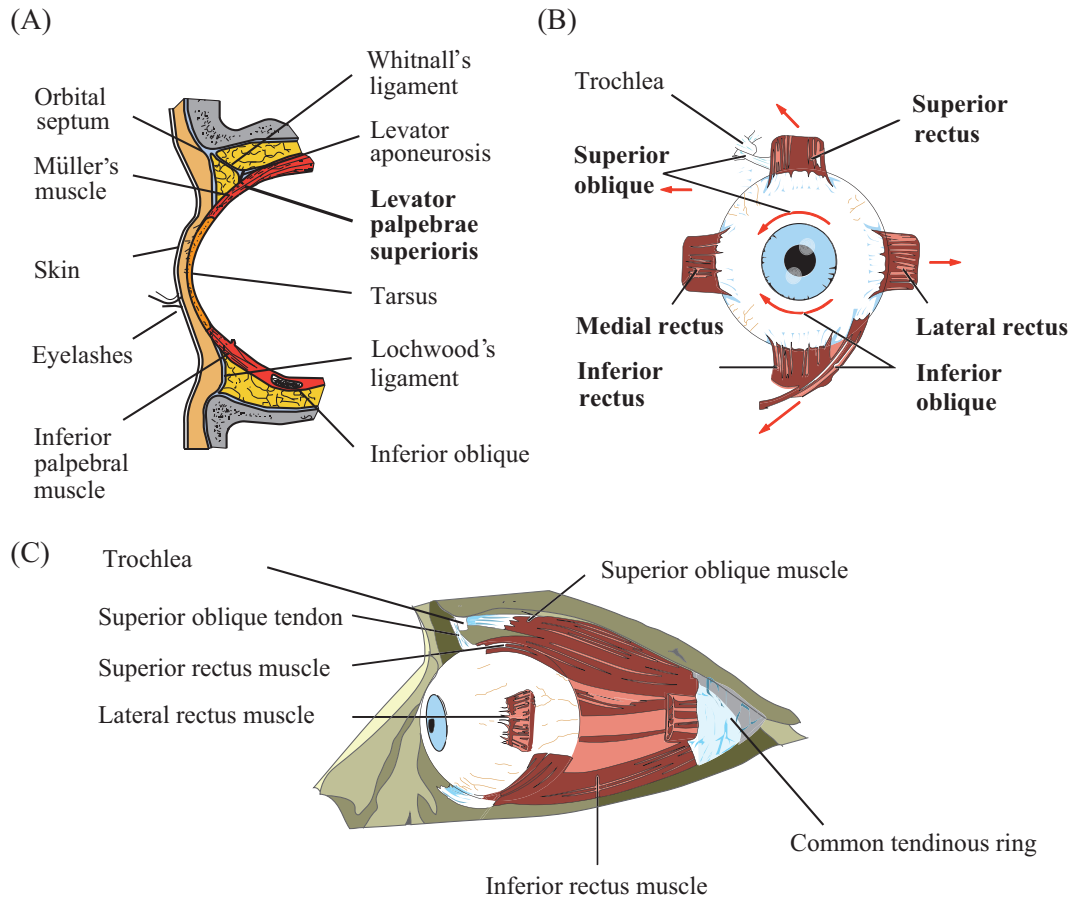 (A)
Whitnall's
ligament
Orbital
septum
Levator
aponeurosis
Müller's
muscle
Levator
palpebrae
superioris
Skin
Tarsus
Eyelashes
Lochwood's
ligament
Inferior
palpebral
muscle
Inferior oblique
(B)
Trochlea
Superior
rectus
Superior
oblique
Medial rectus
Lateral rectus
Inferior
rectus
Inferior
oblique
(C)
Trochlea
Superior oblique muscle
Superior oblique tendon
Superior rectus muscle
Lateral rectus muscle
Common tendinous ring
Inferior rectus muscle